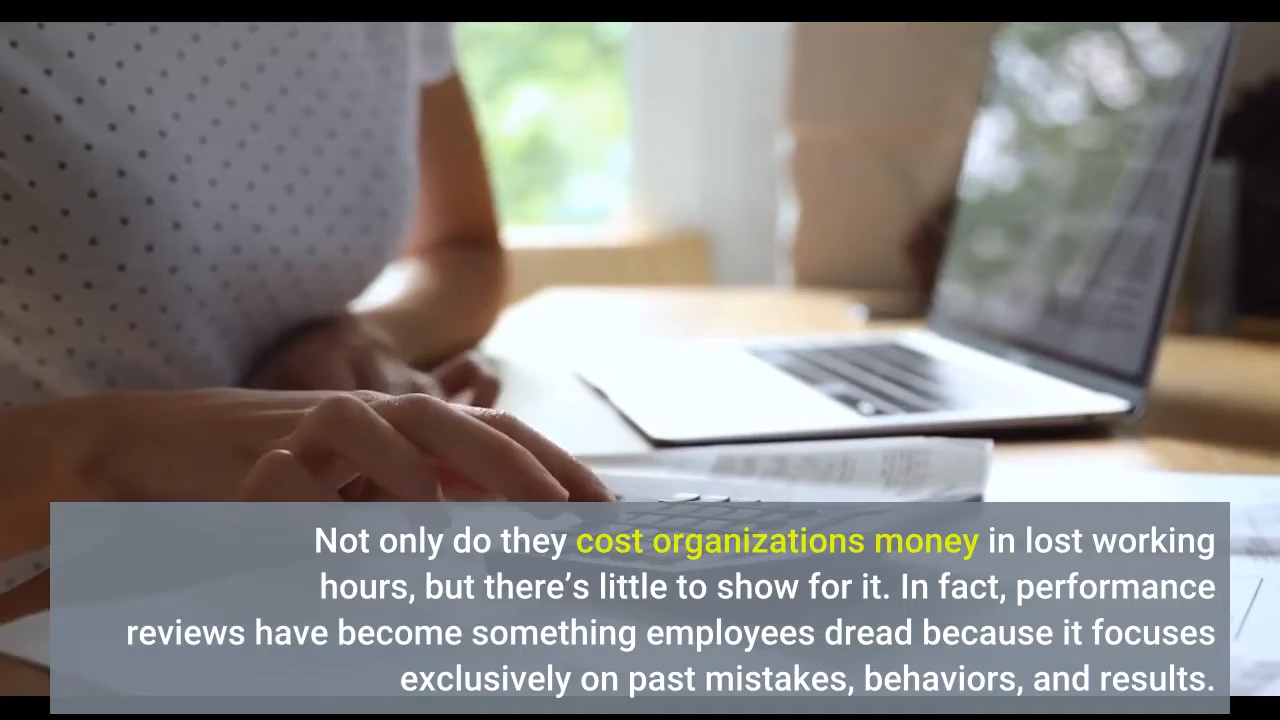 Not only do they cost organizations money in lost working
hours, but there’s little to show for it. In fact, performance
reviews have become something employees dread because it focuses
exclusively on past mistakes, behaviors, and results.